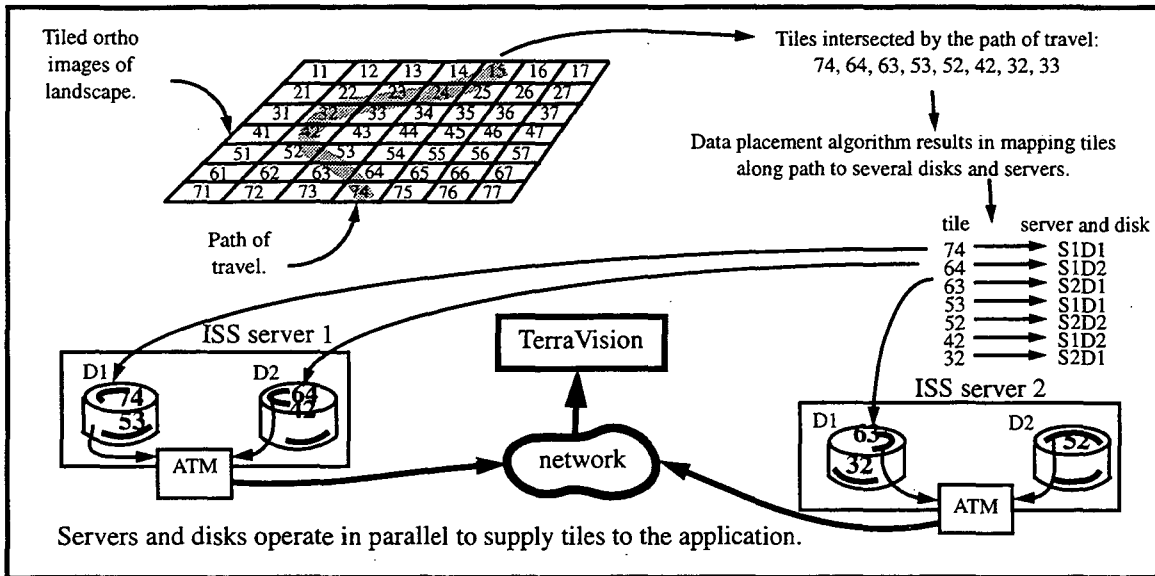 Tiled ortho
images of
landscape.
Tiles intersected by the path of travel:
74, 64, 63, 53, 52, 42, 32, 33
11 12 13 14 15 16 17
21 22 23 24 25 26 27
31 32 33 34 35 36 37
41 42 43 44 45 46 47
51 52 53 54 55 56 57
61 62 63 64 65 66 67
71 72 73 74 75 76 77
Data placement algorithm results in mapping tiles
along path to several disks and servers.
Path of
travel.
tile server and disk
74 S1D1
64 S1D2
63 S2D1
53 S1D1
52 S2D2
42 S1D2
32 S2D1
ISS server 1
D1 74 53
D2 64 42
ATM
TerraVision
network
ISS server 2
D1 63 32
D2 52
ATM
Servers and disks operate in parallel to supply tiles to the application.